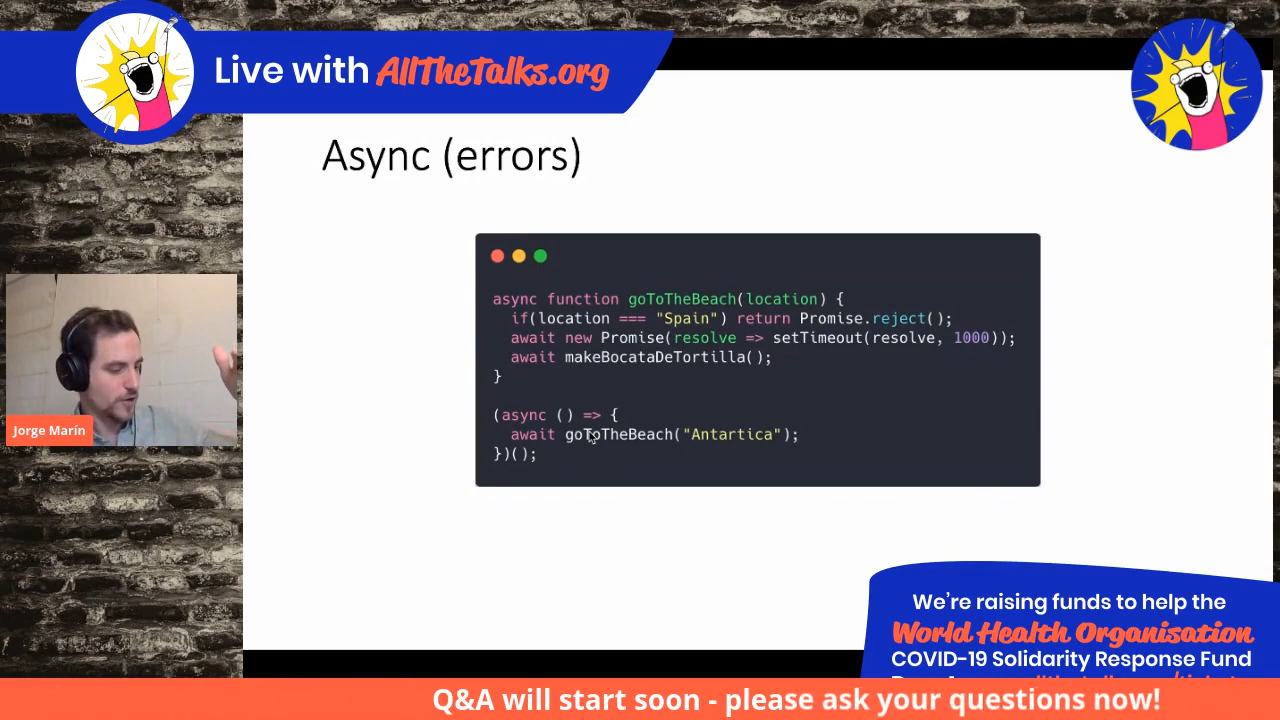 Live with AllTheTalks.org
Async (errors)
async function goToTheBeach(location) {
if(location === "Spain") return Promise.reject();
await new Promise(resolve => setTimeout(resolve, 1000));
await makeBocataDeTortilla();
}
(async () => {
await goToTheBeach("Antartica");
})();
Jorge Marín
We're raising funds to help the
World Health Organisation
COVID-19 Solidarity Response Fund
Q&A will start soon - please ask your questions now!